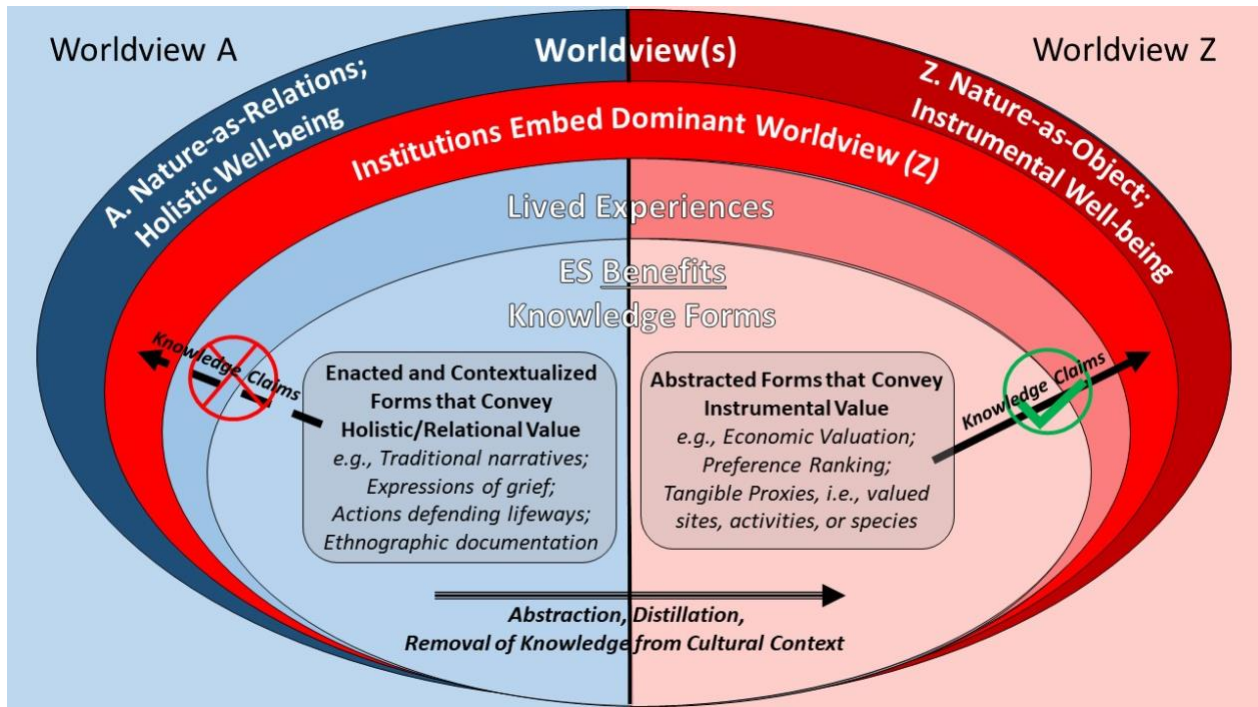 Worldview A
Worldview(s)
Worldview Z
A. Nature-as-Relations;
Holistic Well-being
Z. Nature-as-Object;
Instrumental Well-being
Institutions Embed Dominant Worldview (Z)
Lived Experiences
ES Benefits
Knowledge Forms
Knowledge Claims
Enacted and Contextualized
Forms that Convey
Holistic/Relational Value
e.g., Traditional narratives;
Expressions of grief;
Actions defending lifeways;
Ethnographic documentation
Abstracted Forms that Convey
Instrumental Value
e.g., Economic Valuation;
Preference Ranking;
Tangible Proxies, i.e., valued
sites, activities, or species
Knowledge Claims
Abstraction, Distillation,
Removal of Knowledge from Cultural Context